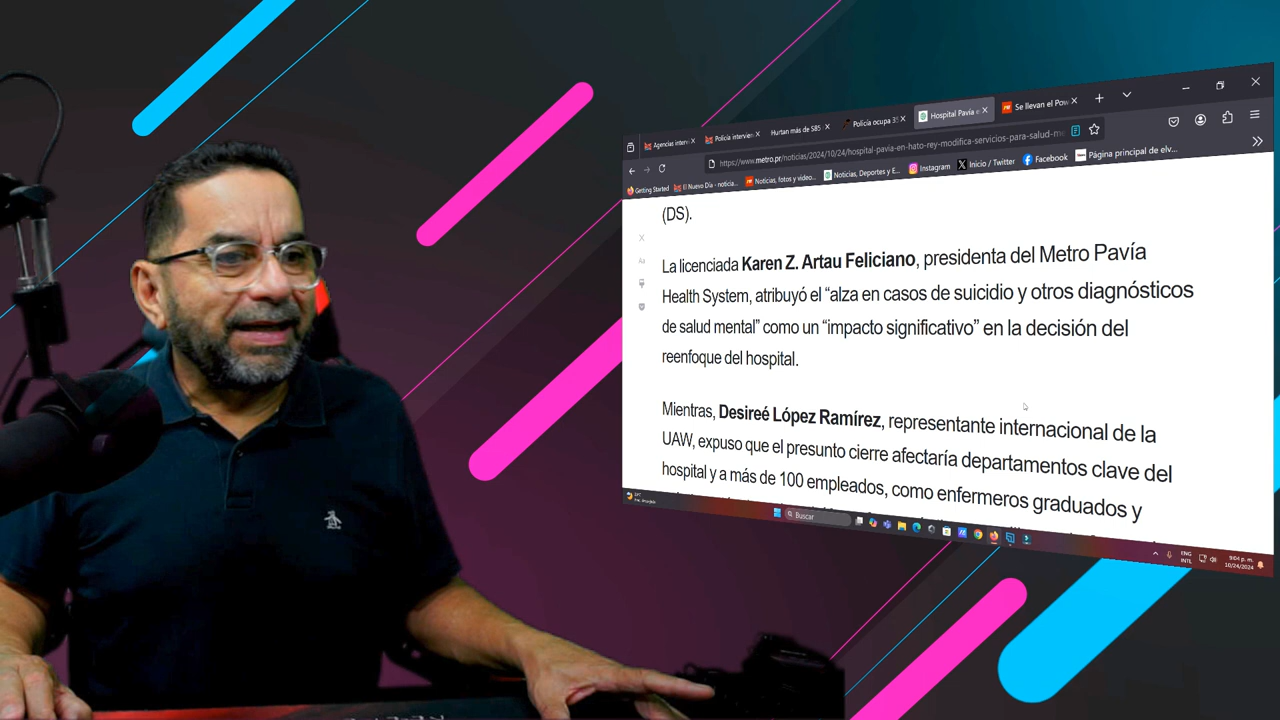 Agencias interv
Policía intervien
Hurtan más de $85
Policía ocupa 35
Hospital Pavía e
Se llevan el Pow
https://www.metro.pr/noticias/2024/10/24/hospital-pavia-en-hato-rey-modifica-servicios-para-salud-me
Getting Started
El Nuevo Día - noticia...
Noticias, fotos y video...
Noticias, Deportes y E...
Instagram
Inicio / Twitter
Facebook
Página principal de elv...
(DS).
La licenciada Karen Z. Artau Feliciano, presidenta del Metro Pavía
Health System, atribuyó el “alza en casos de suicidio y otros diagnósticos
de salud mental” como un “impacto significativo” en la decisión del
reenfoque del hospital.
Mientras, Desireé López Ramírez, representante internacional de la
UAW, expuso que el presunto cierre afectaría departamentos clave del
hospital y a más de 100 empleados, como enfermeros graduados y
Buscar
ENG
INTL
9:04 p. m.
10/24/2024